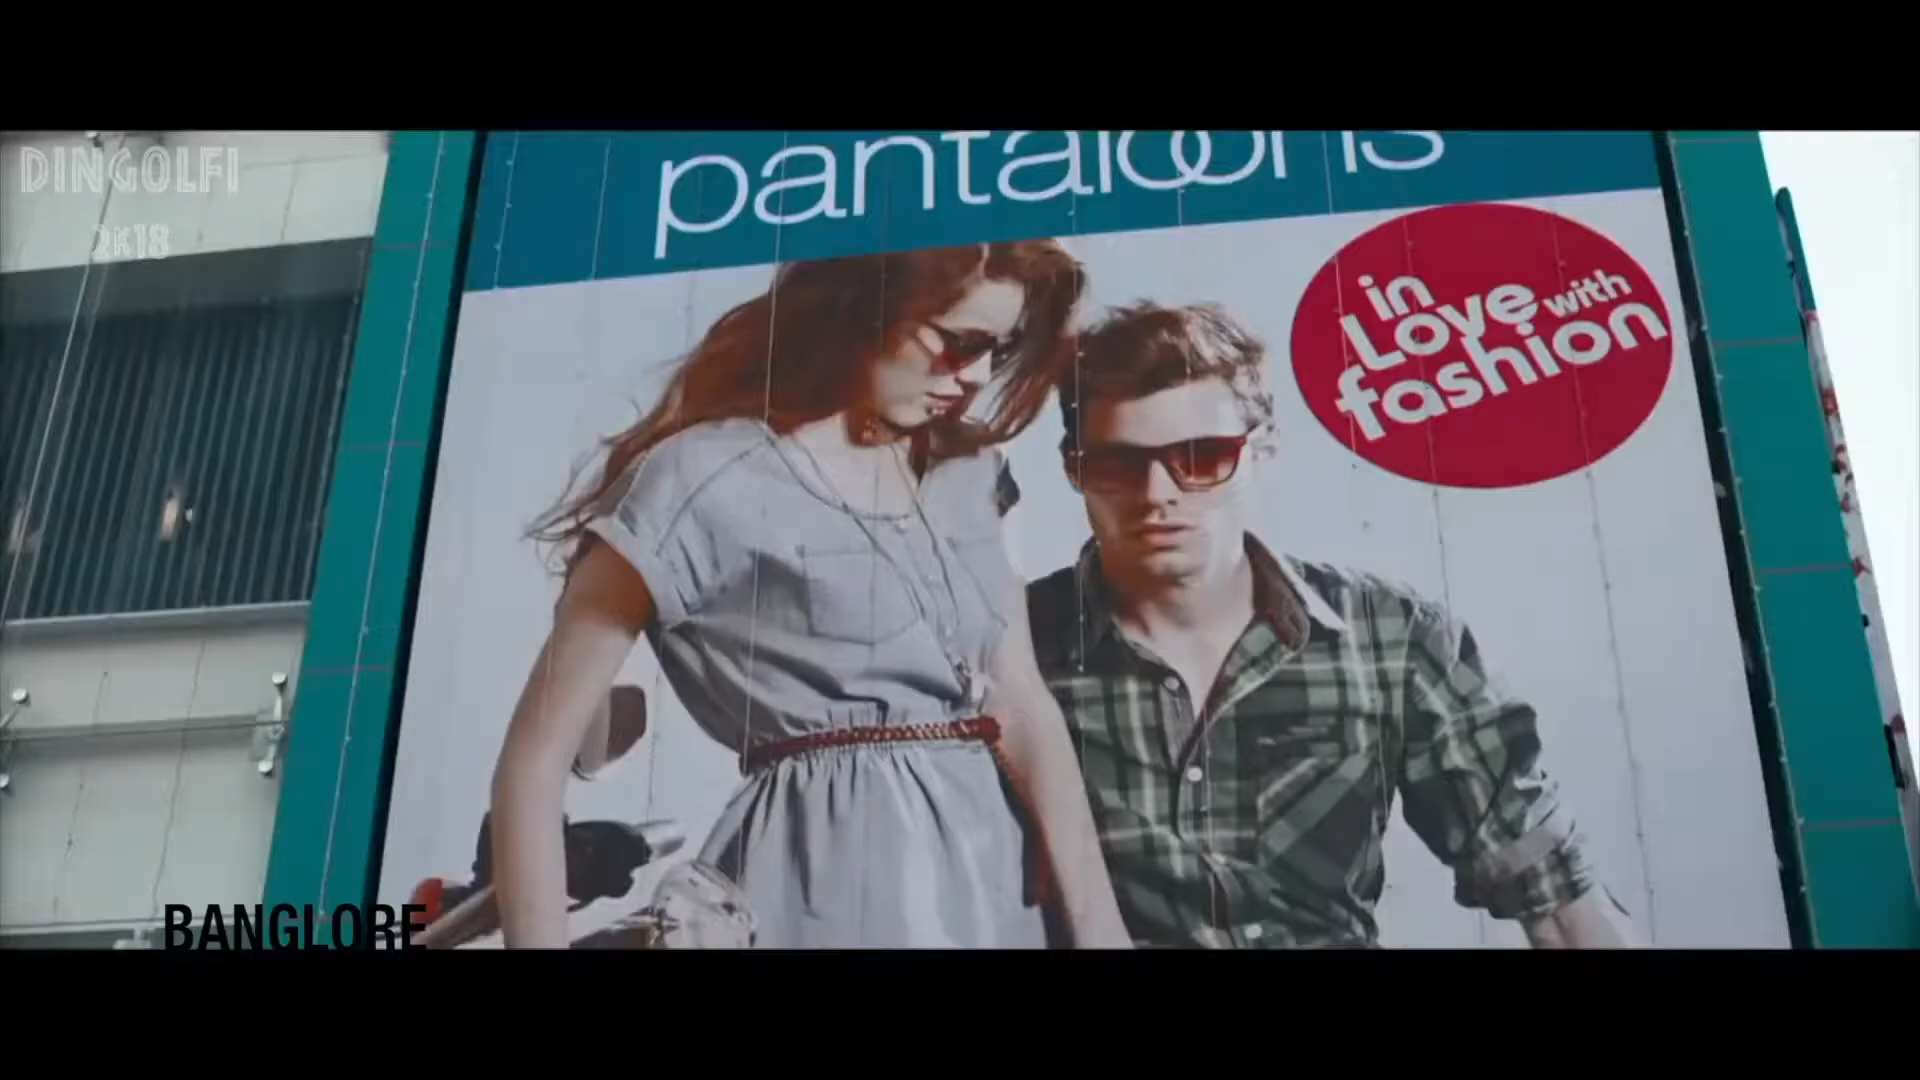 DINGOLFI
2K18
pantaloons
in
Love with
fashion
BANGLORE